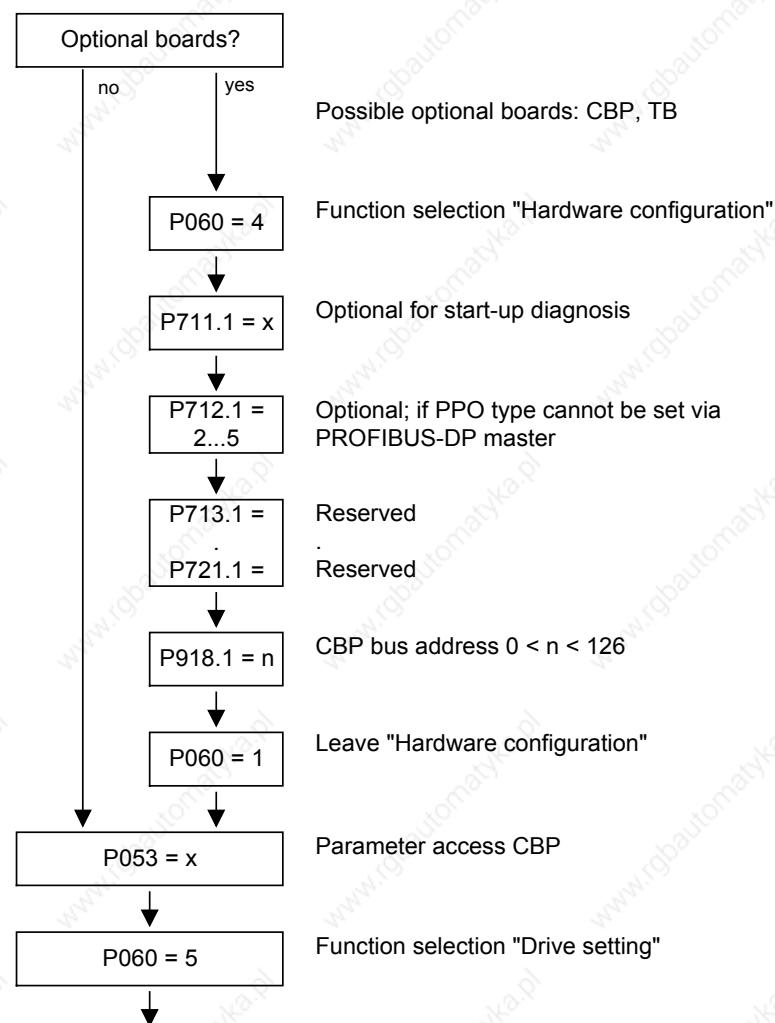 Optional boards?
no
yes
Possible optional boards: CBP, TB
P060 = 4
Function selection "Hardware configuration"
P711.1 = x
Optional for start-up diagnosis
P712.1 =
2...5
Optional; if PPO type cannot be set via
PROFIBUS-DP master
P713.1 =
.
P721.1 =
Reserved
.
Reserved
P918.1 = n
CBP bus address 0 < n < 126
P060 = 1
Leave "Hardware configuration"
P053 = x
Parameter access CBP
P060 = 5
Function selection "Drive setting"
www.rgbautomatyka.pl